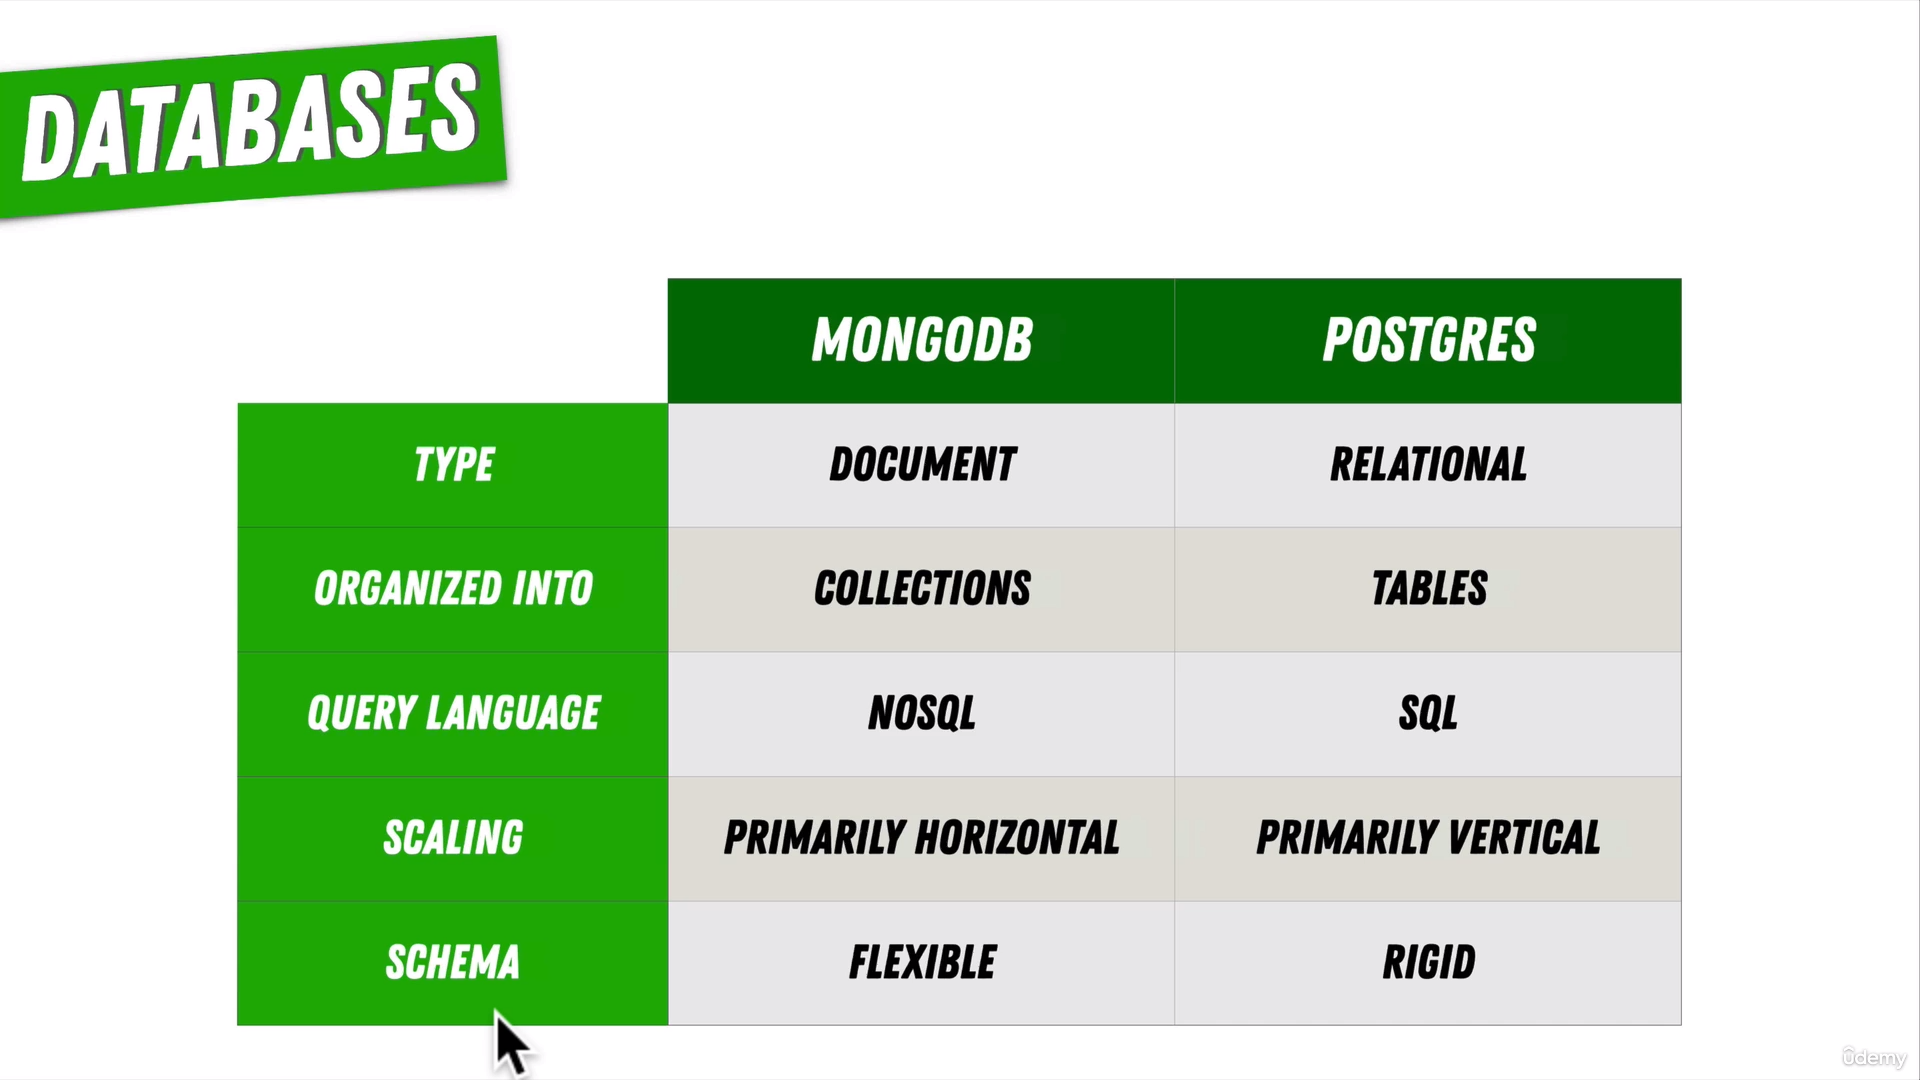 DATABASES
MONGODB POSTGRES
TYPE DOCUMENT RELATIONAL
ORGANIZED INTO COLLECTIONS TABLES
QUERY LANGUAGE NOSQL SQL
SCALING PRIMARILY HORIZONTAL PRIMARILY VERTICAL
SCHEMA FLEXIBLE RIGID
ûdemy